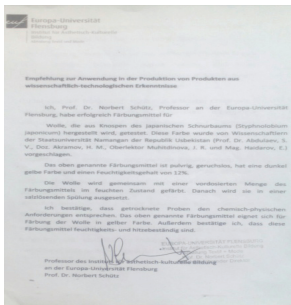 Europa-Universität
Flensburg
Empfehlung zur Anwendung in der Produktion von Produkten aus
wissenschaftlich-technologischen Erkenntnisse
Ich, Prof. Dr. Norbert Schütz, Professor an der Europa-Universität
Flensburg, habe erfolgreich Färbungsmittel für
Wolle, die aus Knospen des japanischen Schnurbaums (Styphnolobium
japonicum) hergestellt wird, getestet. Diese Farbe wurde von Wissenschaftlern
der Staatsuniversität Namangan der Republik Usbekistan (Prof. Dr. Abdulaev, S.
V., Doz. Akramov, H. M., Oberlektor Muhiddinova, I. R. und Mag. Haydarov, F.)
vorgeschlagen.
Das oben genannte Färbungsmittel ist pulvrig, geruchslos, hat eine dunkel
gelbe Farbe und einen Feuchtigkeitsgehalt von 12%.
Die Wolle wird gemeinsam mit einer verdünnten Menge des
Färbungsmittels im feuchten Zustand gefärbt. Danach wird sie in einer
salzlösenden Spülung ausgesetzt.
Ich bestätige, dass getrocknete Proben den chemisch-physischen
Anforderungen entsprechen. Das oben genannte Färbungsmittel eignet sich für
Färbung der Wolle in gelber Farbe. Außerdem bestätige ich, dass diese
Färbungsmittel feuchtigkeits- und hitzebeständig sind.
Professor des Instituts Ästhetisch-Kulturelle Bildung
an der Europa-Universität Flensburg
Prof. Dr. Norbert Schütz